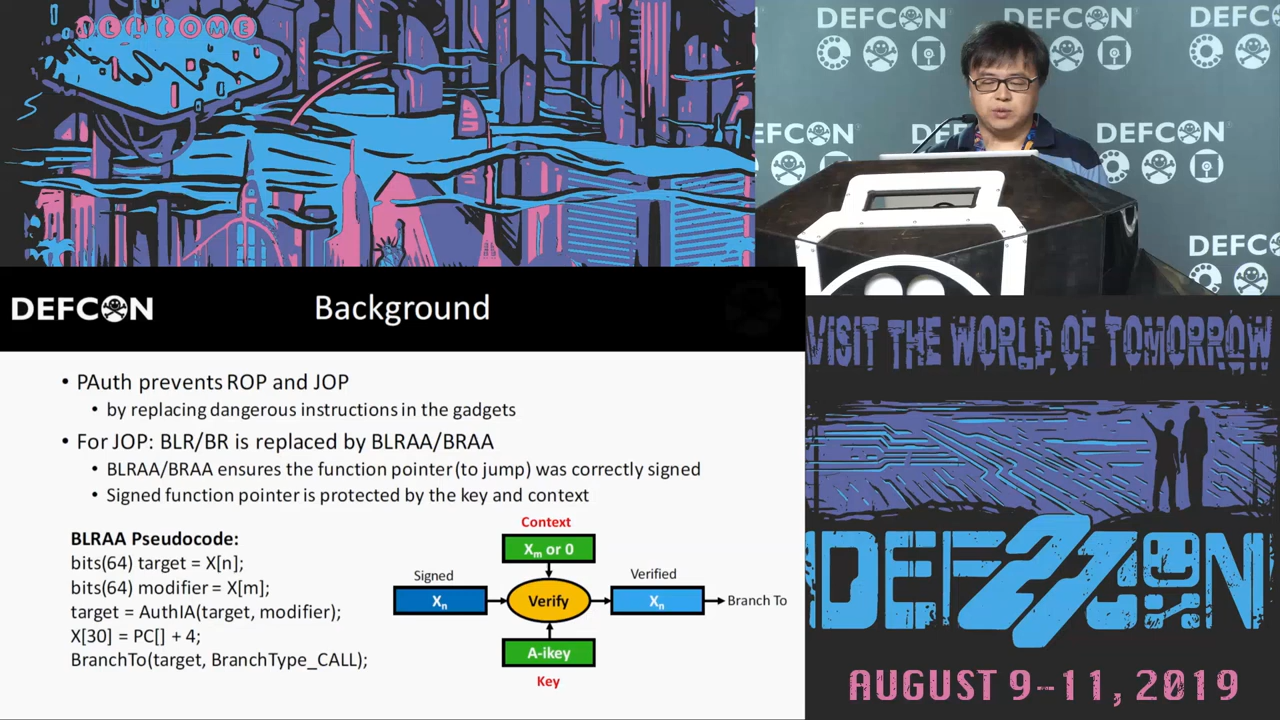 WELCOME
DEFCON
DEFCON
DEFC
DEFCON
DEFCON
DEFCON
DEFCO
DEFCON
Background
• PAuth prevents ROP and JOP
• by replacing dangerous instructions in the gadgets
• For JOP: BLR/BR is replaced by BLRAA/BRAA
• BLRAA/BRAA ensures the function pointer (to jump) was correctly signed
• Signed function pointer is protected by the key and context
BLRAA Pseudocode:
bits(64) target = X[n];
bits(64) modifier = X[m];
target = AuthIA(target, modifier);
X[30] = PC[] + 4;
BranchTo(target, BranchType_CALL);
Context
Xm or 0
Signed
Verified
Xn
Verify
Xn
Branch To
A-ikey
Key
VISIT THE WORLD OF TOMORROW
DEF 27 CON
AUGUST 9-11, 2019